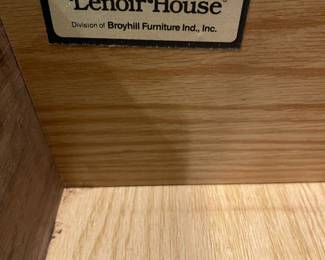 Lenoir House®
Division of Broyhill Furniture Ind., Inc.